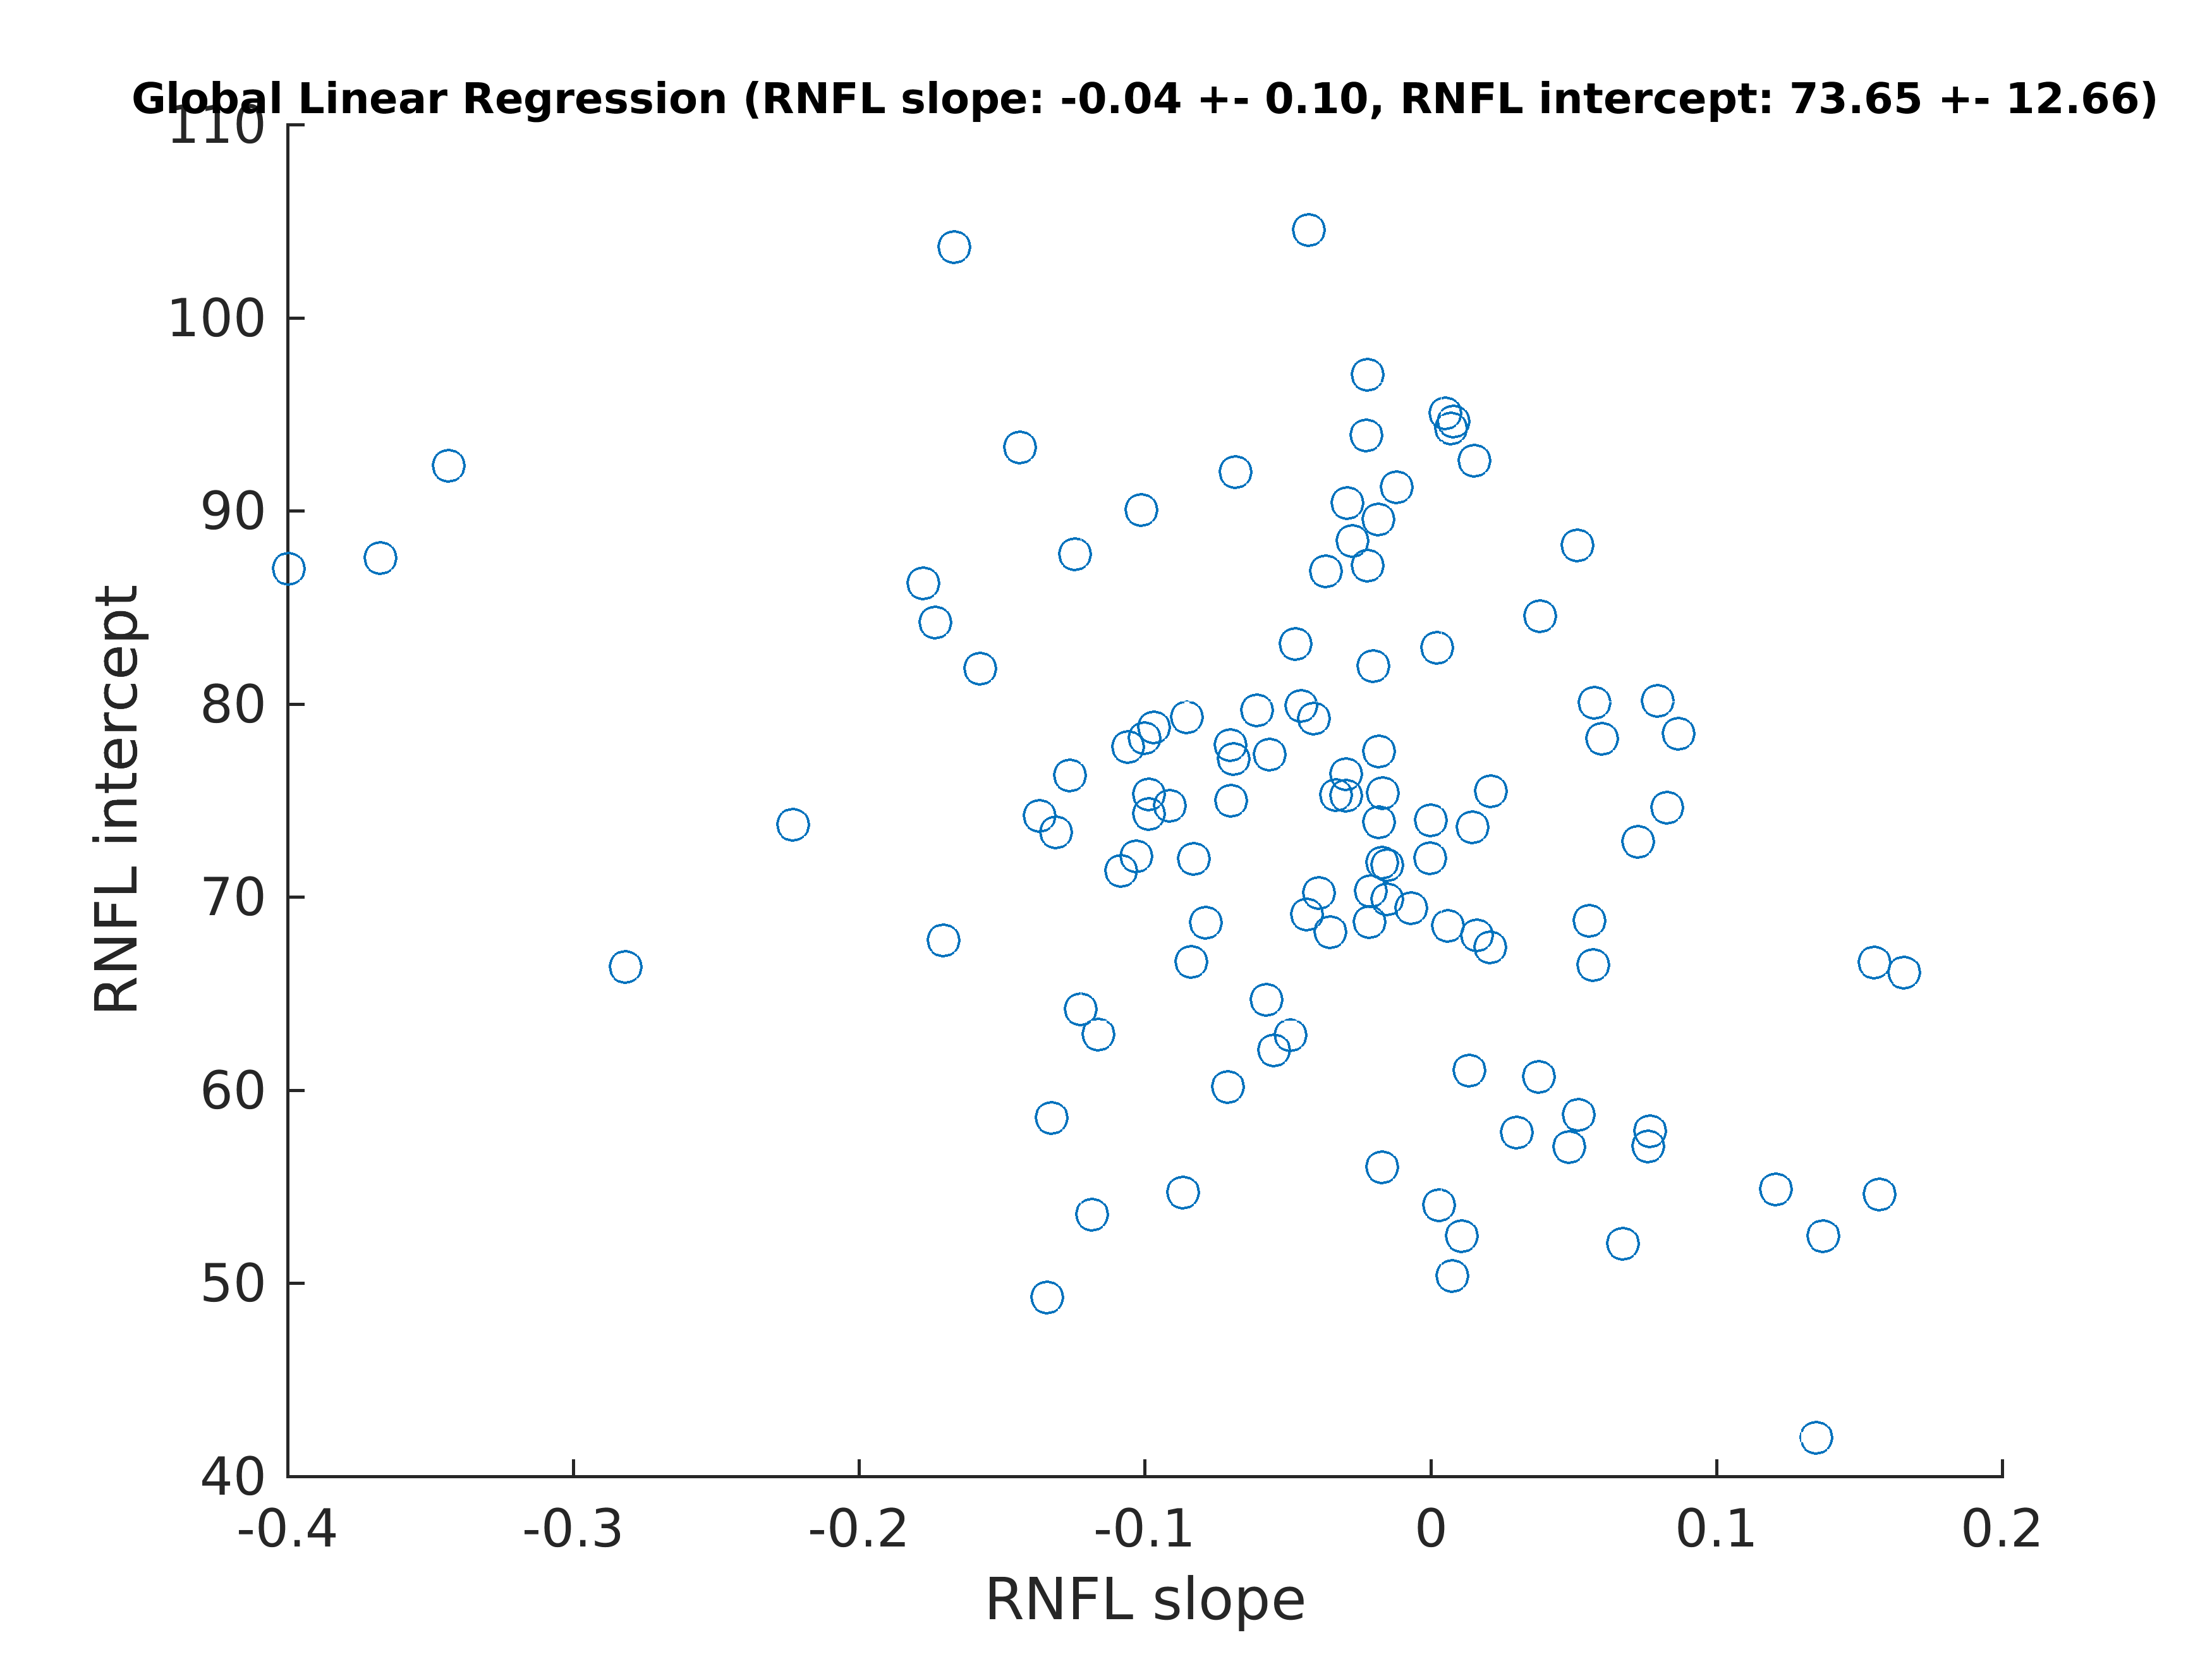 Global Linear Regression (RNFL slope: -0.04 +- 0.10, RNFL intercept: 73.65 +- 12.66)
110
100
90
80
70
60
50
40
RNFL intercept
-0.4 -0.3 -0.2 -0.1 0 0.1 0.2
RNFL slope